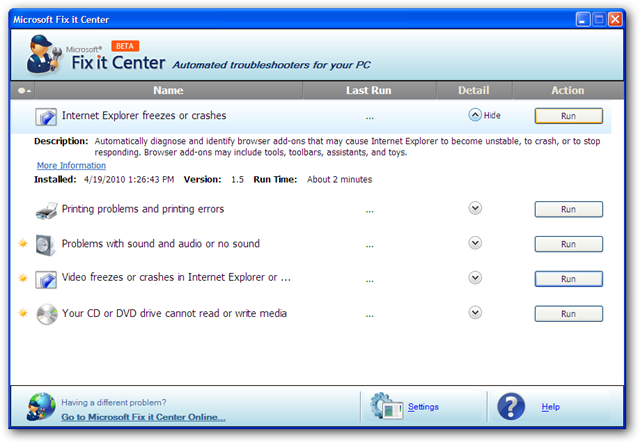 Microsoft Fix it Center
Microsoft®
BETA
Fix it Center Automated troubleshooters for your PC
Name Last Run Detail Action
Internet Explorer freezes or crashes ... Hide Run
Description: Automatically diagnose and identify browser add-ons that may cause Internet Explorer to become unstable, to crash, or to stop
responding. Browser add-ons may include tools, toolbars, assistants, and toys.
More Information
Installed: 4/19/2010 1:26:43 PM Version: 1.5 Run Time: About 2 minutes
Printing problems and printing errors ... Run
Problems with sound and audio or no sound ... Run
Video freezes or crashes in Internet Explorer or ... ... Run
Your CD or DVD drive cannot read or write media ... Run
Having a different problem?
Go to Microsoft Fix it Center Online...
Settings
Help